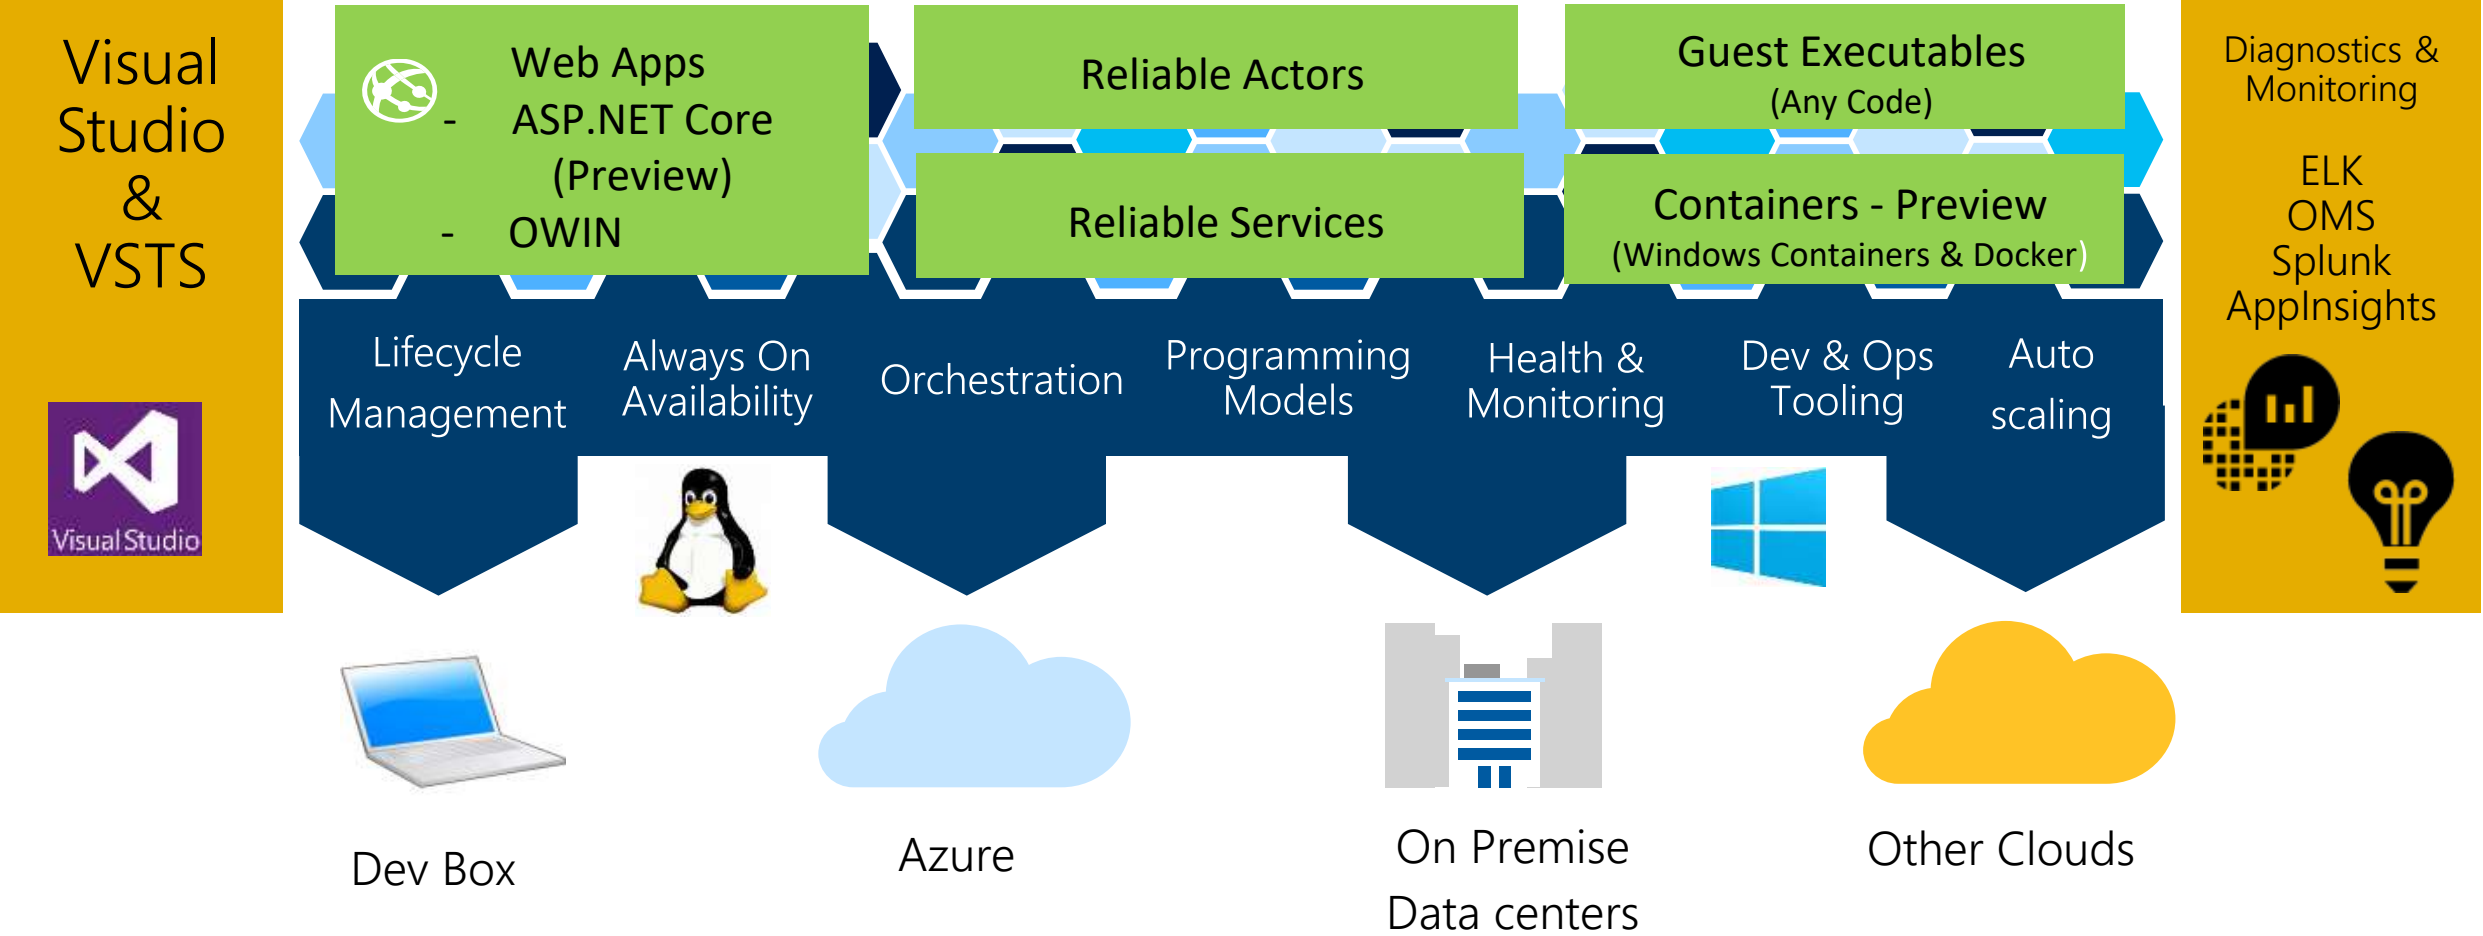 Visual
Studio
&
VSTS
Visual Studio
Web Apps
- ASP.NET Core
(Preview)
- OWIN
Reliable Actors
Reliable Services
Guest Executables
(Any Code)
Containers - Preview
(Windows Containers & Docker)
Lifecycle
Management
Always On
Availability
Orchestration
Programming
Models
Health &
Monitoring
Dev & Ops
Tooling
Auto
scaling
Diagnostics &
Monitoring
ELK
OMS
Splunk
AppInsights
Dev Box
Azure
On Premise
Data centers
Other Clouds